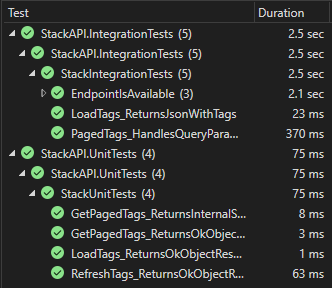 Test Duration
StackAPI.IntegrationTests (5) 2.5 sec
StackAPI.IntegrationTests (5) 2.5 sec
StackIntegrationTests (5) 2.5 sec
EndpointIsAvailable (3) 2.1 sec
LoadTags_ReturnsJsonWithTags 23 ms
PagedTags_HandlesQueryPara... 370 ms
StackAPI.UnitTests (4) 75 ms
StackAPI.UnitTests (4) 75 ms
StackUnitTests (4) 75 ms
GetPagedTags_ReturnsInternalS... 8 ms
GetPagedTags_ReturnsOkObjec... 3 ms
LoadTags_ReturnsOkObjectRes... 1 ms
RefreshTags_ReturnsOkObjectR... 63 ms